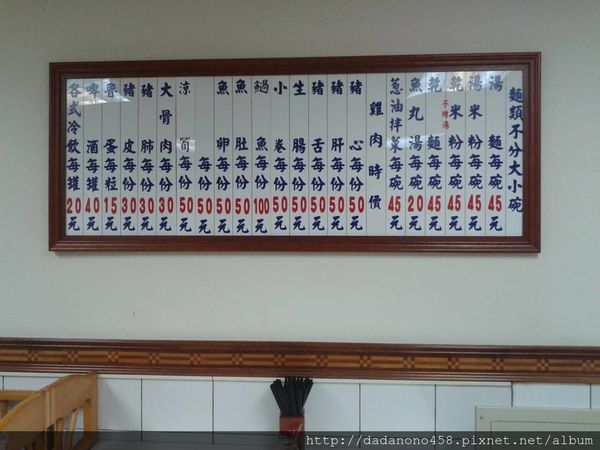 麵類不分大小碗
湯麵每碗45元
湯米粉每碗45元
乾米粉每碗45元
乾麵每碗45元
不附湯
魚丸湯每碗20元
蔥油拌菜每碗45元
雞肉時價
豬心每份50元
豬肝每份50元
豬舌每份50元
生腸每份50元
小卷每份50元
魚每份100元
魚肚每份50元
魚卵每份50元
每份50元
涼筍每份50元
大骨肉每份30元
豬肺每份30元
豬皮每份30元
香蛋每粒15元
啤酒每罐40元
各式冷飲每罐20元
http://dadanono458.pixnet.net/album